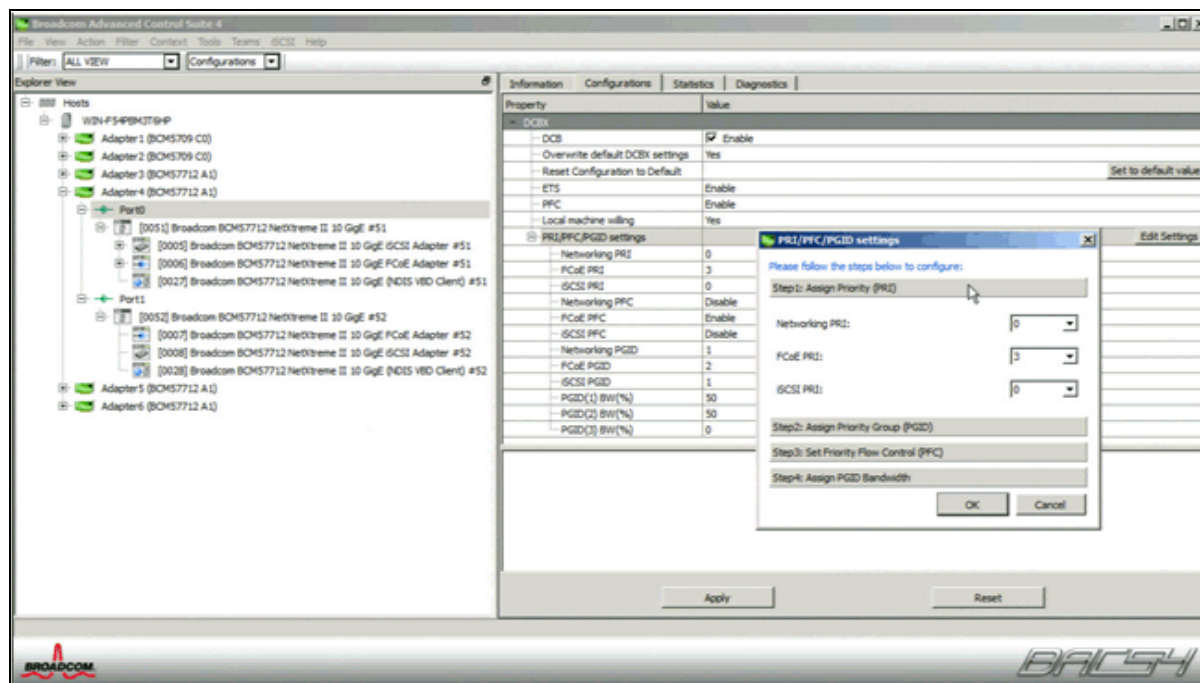 Broadcom Advanced Control Suite 4
File View Action Filter Context Tools Teams iSCSI Help
Filter: ALL VIEW Configurations
Explorer View
Hosts
WIN-F54PBMJT6HP
Adapter1 (BCM5709 C0)
Adapter2 (BCM5709 C0)
Adapter3 (BCM57712 A1)
Adapter4 (BCM57712 A1)
Port0
[0051] Broadcom BCM57712 NetXtreme II 10 GigE #51
[0005] Broadcom BCM57712 NetXtreme II 10 GigE iSCSI Adapter #51
[0006] Broadcom BCM57712 NetXtreme II 10 GigE FCoE Adapter #51
[0027] Broadcom BCM57712 NetXtreme II 10 GigE (NDIS VBD Client) #51
Port1
[0052] Broadcom BCM57712 NetXtreme II 10 GigE #52
[0007] Broadcom BCM57712 NetXtreme II 10 GigE FCoE Adapter #52
[0008] Broadcom BCM57712 NetXtreme II 10 GigE iSCSI Adapter #52
[0028] Broadcom BCM57712 NetXtreme II 10 GigE (NDIS VBD Client) #52
Adapter5 (BCM57712 A1)
Adapter6 (BCM57712 A1)
Information Configurations Statistics Diagnostics
Property Value
DCBX
DCB Enable
Overwrite default DCBX settings Yes
Reset Configuration to Default Set to default value
ETS Enable
PFC Enable
Local machine willing Yes
PRI/PFC/PGID settings Edit Settings
Networking PRI 0
FCoE PRI 3
iSCSI PRI 0
Networking PFC Disable
FCoE PFC Enable
iSCSI PFC Disable
Networking PGID 1
FCoE PGID 2
iSCSI PGID 1
PGID(1) BW(%) 50
PGID(2) BW(%) 50
PGID(3) BW(%) 0
PRI/PFC/PGID settings
Please follow the steps below to configure:
Step1: Assign Priority (PRI)
Networking PRI: 0
FCoE PRI: 3
iSCSI PRI: 0
Step2: Assign Priority Group (PGID)
Step3: Set Priority Flow Control (PFC)
Step4: Assign PGID Bandwidth
OK Cancel
Apply Reset
BROADCOM.
BACS4